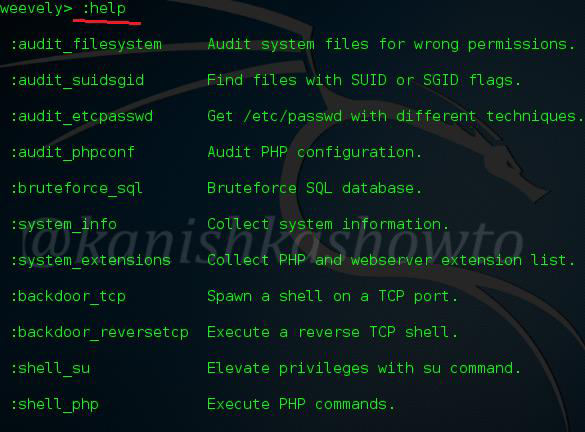 weevely> :help
:audit_filesystem Audit system files for wrong permissions.
:audit_suidsgid Find files with SUID or SGID flags.
:audit_etcpasswd Get /etc/passwd with different techniques.
:audit_phpconf Audit PHP configuration.
:bruteforce_sql Bruteforce SQL database.
:system_info Collect system information.
@kanishkashowto
:system_extensions Collect PHP and webserver extension list.
:backdoor_tcp Spawn a shell on a TCP port.
:backdoor_reversetcp Execute a reverse TCP shell.
:shell_su Elevate privileges with su command.
:shell_php Execute PHP commands.